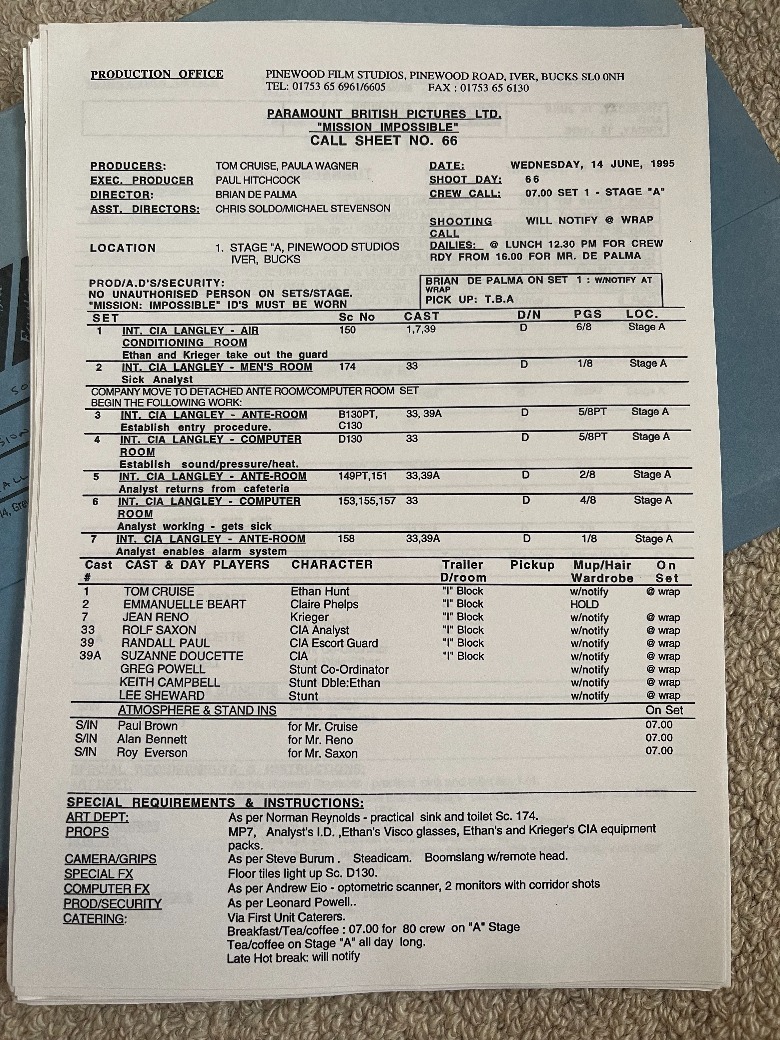 PRODUCTION OFFICE PINEWOOD FILM STUDIOS, PINEWOOD ROAD, IVER, BUCKS SL0 0NH
TEL: 01753 65 6961/6605 FAX : 01753 65 6130
PARAMOUNT BRITISH PICTURES LTD.
"MISSION IMPOSSIBLE"
CALL SHEET NO. 66
PRODUCERS: TOM CRUISE, PAULA WAGNER DATE: WEDNESDAY, 14 JUNE, 1995
EXEC. PRODUCER PAUL HITCHCOCK SHOOT DAY: 66
DIRECTOR: BRIAN DE PALMA CREW CALL: 07.00 SET 1 - STAGE "A"
ASST. DIRECTORS: CHRIS SOLDO/MICHAEL STEVENSON
SHOOTING WILL NOTIFY @ WRAP
CALL
LOCATION 1. STAGE "A, PINEWOOD STUDIOS DAILIES: @ LUNCH 12.30 PM FOR CREW
IVER, BUCKS RDY FROM 16.00 FOR MR. DE PALMA
PROD/A.D'S/SECURITY: BRIAN DE PALMA ON SET 1 : W/NOTIFY AT
NO UNAUTHORISED PERSON ON SETS/STAGE. WRAP
"MISSION: IMPOSSIBLE" ID'S MUST BE WORN PICK UP: T.B.A
SET Sc No CAST D/N PGS LOC.
1 INT. CIA LANGLEY - AIR 150 1,7,39 D 6/8 Stage A
CONDITIONING ROOM
Ethan and Krieger take out the guard
2 INT. CIA LANGLEY - MEN'S ROOM 174 33 D 1/8 Stage A
Sick Analyst
COMPANY MOVE TO DETACHED ANTE ROOM/COMPUTER ROOM SET
BEGIN THE FOLLOWING WORK:
3 INT. CIA LANGLEY - ANTE-ROOM B130PT, 33, 39A D 5/8PT Stage A
Establish entry procedure. C130
4 INT. CIA LANGLEY - COMPUTER D130 33 D 5/8PT Stage A
ROOM
Establish sound/pressure/heat.
5 INT. CIA LANGLEY - ANTE-ROOM 149PT,151 33,39A D 2/8 Stage A
Analyst returns from cafeteria
6 INT. CIA LANGLEY - COMPUTER 153,155,157 33 D 4/8 Stage A
ROOM
Analyst working - gets sick
7 INT. CIA LANGLEY - ANTE-ROOM 158 33,39A D 1/8 Stage A
Analyst enables alarm system
Cast CAST & DAY PLAYERS CHARACTER Trailer Pickup Mup/Hair On
# D/room Wardrobe Set
1 TOM CRUISE Ethan Hunt "I" Block w/notify @ wrap
2 EMMANUELLE BEART Claire Phelps "I" Block HOLD
7 JEAN RENO Krieger "I" Block w/notify @ wrap
33 ROLF SAXON CIA Analyst "I" Block w/notify @ wrap
39 RANDALL PAUL CIA Escort Guard "I" Block w/notify @ wrap
39A SUZANNE DOUCETTE CIA "I" Block w/notify @ wrap
GREG POWELL Stunt Co-Ordinator w/notify @ wrap
KEITH CAMPBELL Stunt Dble:Ethan w/notify @ wrap
LEE SHEWARD Stunt w/notify @ wrap
ATMOSPHERE & STAND INS On Set
S/IN Paul Brown for Mr. Cruise 07.00
S/IN Alan Bennett for Mr. Reno 07.00
S/IN Roy Everson for Mr. Saxon 07.00
SPECIAL REQUIREMENTS & INSTRUCTIONS:
ART DEPT: As per Norman Reynolds - practical sink and toilet Sc. 174.
PROPS MP7, Analyst's I.D. ,Ethan's Visco glasses, Ethan's and Krieger's CIA equipment
packs.
CAMERA/GRIPS As per Steve Burum . Steadicam. Boomslang w/remote head.
SPECIAL FX Floor tiles light up Sc. D130.
COMPUTER FX As per Andrew Eio - optometric scanner, 2 monitors with corridor shots
PROD/SECURITY As per Leonard Powell..
CATERING: Via First Unit Caterers.
Breakfast/Tea/coffee : 07.00 for 80 crew on "A" Stage
Tea/coffee on Stage "A" all day long.
Late Hot break: will notify